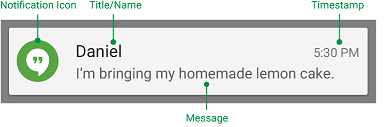 Notification Icon Title/Name Timestamp
Daniel 5:30 PM
I'm bringing my homemade lemon cake.
Message